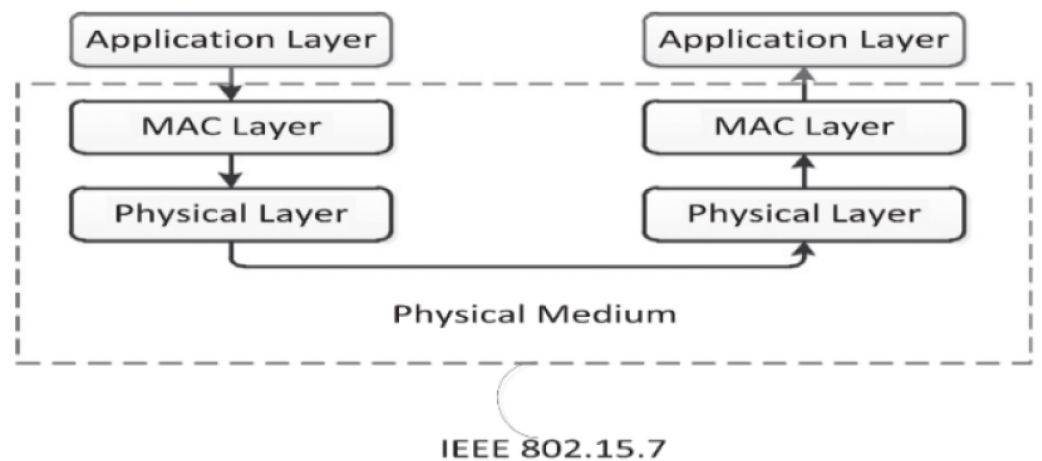 Application Layer
Application Layer
MAC Layer
MAC Layer
Physical Layer
Physical Layer
Physical Medium
IEEE 802.15.7